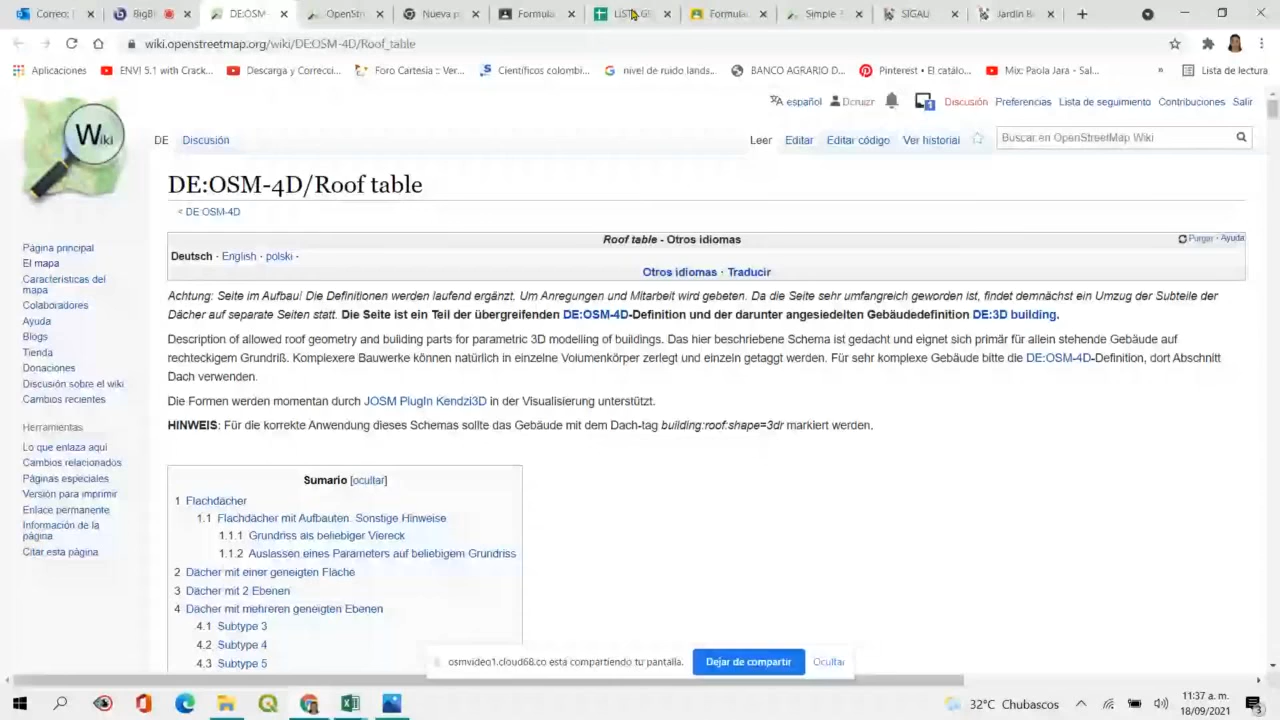 Correo:
BigBl
DE:OSM-
OpenStr
Nueva p
Formula
LISTA
Formula
Simple
SIGAU
Jardín B
wiki.openstreetmap.org/wiki/DE:OSM-4D/Roof_table
Aplicaciones
ENVI 5.1 with Crack...
Descarga y Correcci...
Foro Cartesia :: Ver...
Científicos colombi...
nivel de ruido lands...
BANCO AGRARIO D...
Pinterest • El catálo...
Mix: Paola Jara - Sal...
»
Lista de lectura
español
Discusión
Preferencias
Lista de seguimiento
Contribuciones
Salir
DE
Discusión
Leer
Editar
Editar código
Ver historial
Buscar en OpenStreetMap Wiki
Wiki
DE:OSM-4D/Roof table
< DE:OSM-4D
Roof table - Otros idiomas
Purgar · Ayuda
Deutsch · English · polski ·
Otros idiomas · Traducir
Achtung: Seite im Aufbau! Die Definitionen werden laufend ergänzt. Um Anregungen und Mitarbeit wird gebeten. Da die Seite sehr umfangreich geworden ist, findet demnächst ein Umzug der Subteile der
Dächer auf separate Seiten statt. Die Seite ist ein Teil der übergreifenden DE:OSM-4D-Definition und der darunter angesiedelten Gebäudedefinition DE:3D building.
Description of allowed roof geometry and building parts for parametric 3D modelling of buildings. Das hier beschriebene Schema ist gedacht und eignet sich primär für allein stehende Gebäude auf
rechteckigem Grundriß. Komplexere Bauwerke können natürlich in einzelne Volumenkörper zerlegt und einzeln getaggt werden. Für sehr komplexe Gebäude bitte die DE:OSM-4D-Definition, dort Abschnitt
Dach verwenden.
Die Formen werden momentan durch JOSM PlugIn Kendzi3D in der Visualisierung unterstützt.
HINWEIS: Für die korrekte Anwendung dieses Schemas sollte das Gebäude mit dem Dach-tag building:roof:shape=3dr markiert werden.
Página principal
El mapa
Características del
mapa
Colaboradores
Ayuda
Blogs
Tienda
Donaciones
Discusión sobre el wiki
Cambios recientes
Herramientas
Lo que enlaza aquí
Cambios relacionados
Páginas especiales
Versión para imprimir
Enlace permanente
Información de la
página
Citar esta página
Sumario [ocultar]
1 Flachdächer
1.1 Flachdächer mit Aufbauten. Sonstige Hinweise
1.1.1 Grundriss als beliebiger Viereck
1.1.2 Auslassen eines Parameters auf beliebigem Grundriss
2 Dächer mit einer geneigten Fläche
3 Dächer mit 2 Ebenen
4 Dächer mit mehreren geneigten Ebenen
4.1 Subtype 3
4.2 Subtype 4
4.3 Subtype 5
osmvideo1.cloud68.co está compartiendo tu pantalla.
Dejar de compartir
Ocultar
32°C Chubascos
11:37 a. m.
18/09/2021
3